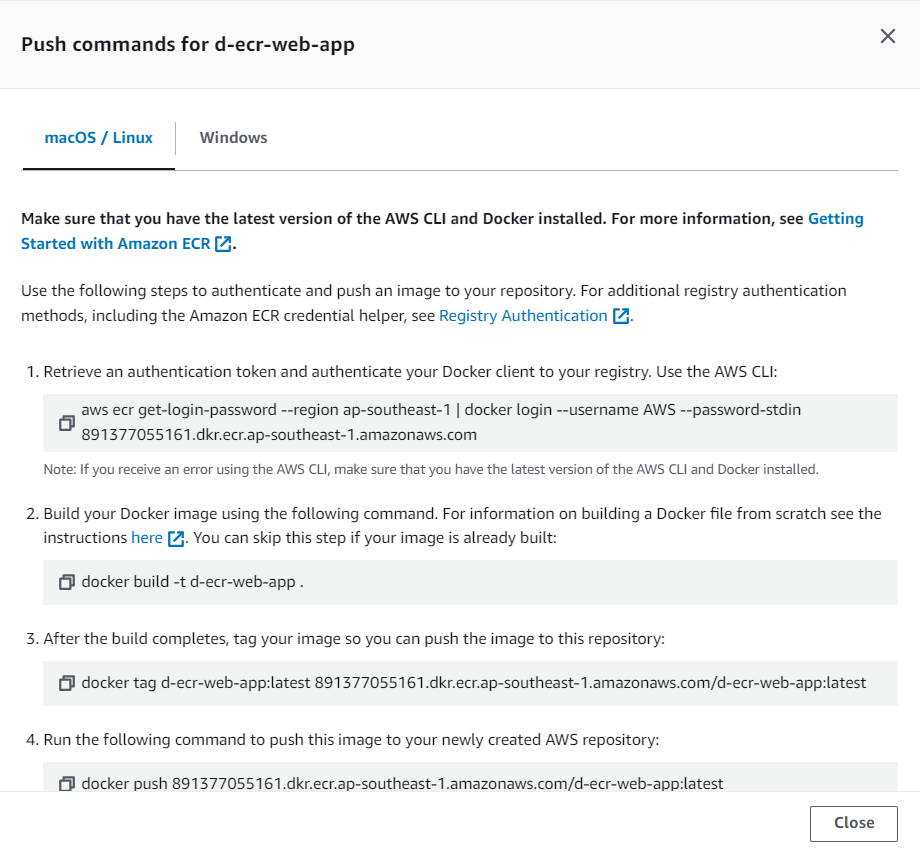 Push commands for d-ecr-web-app
macOS / Linux
Windows
Make sure that you have the latest version of the AWS CLI and Docker installed. For more information, see Getting
Started with Amazon ECR.
Use the following steps to authenticate and push an image to your repository. For additional registry authentication
methods, including the Amazon ECR credential helper, see Registry Authentication.
1. Retrieve an authentication token and authenticate your Docker client to your registry. Use the AWS CLI:
aws ecr get-login-password --region ap-southeast-1 | docker login --username AWS --password-stdin
891377055161.dkr.ecr.ap-southeast-1.amazonaws.com
Note: If you receive an error using the AWS CLI, make sure that you have the latest version of the AWS CLI and Docker installed.
2. Build your Docker image using the following command. For information on building a Docker file from scratch see the
instructions here. You can skip this step if your image is already built:
docker build -t d-ecr-web-app .
3. After the build completes, tag your image so you can push the image to this repository:
docker tag d-ecr-web-app:latest 891377055161.dkr.ecr.ap-southeast-1.amazonaws.com/d-ecr-web-app:latest
4. Run the following command to push this image to your newly created AWS repository:
docker push 891377055161.dkr.ecr.ap-southeast-1.amazonaws.com/d-ecr-web-app:latest
Close